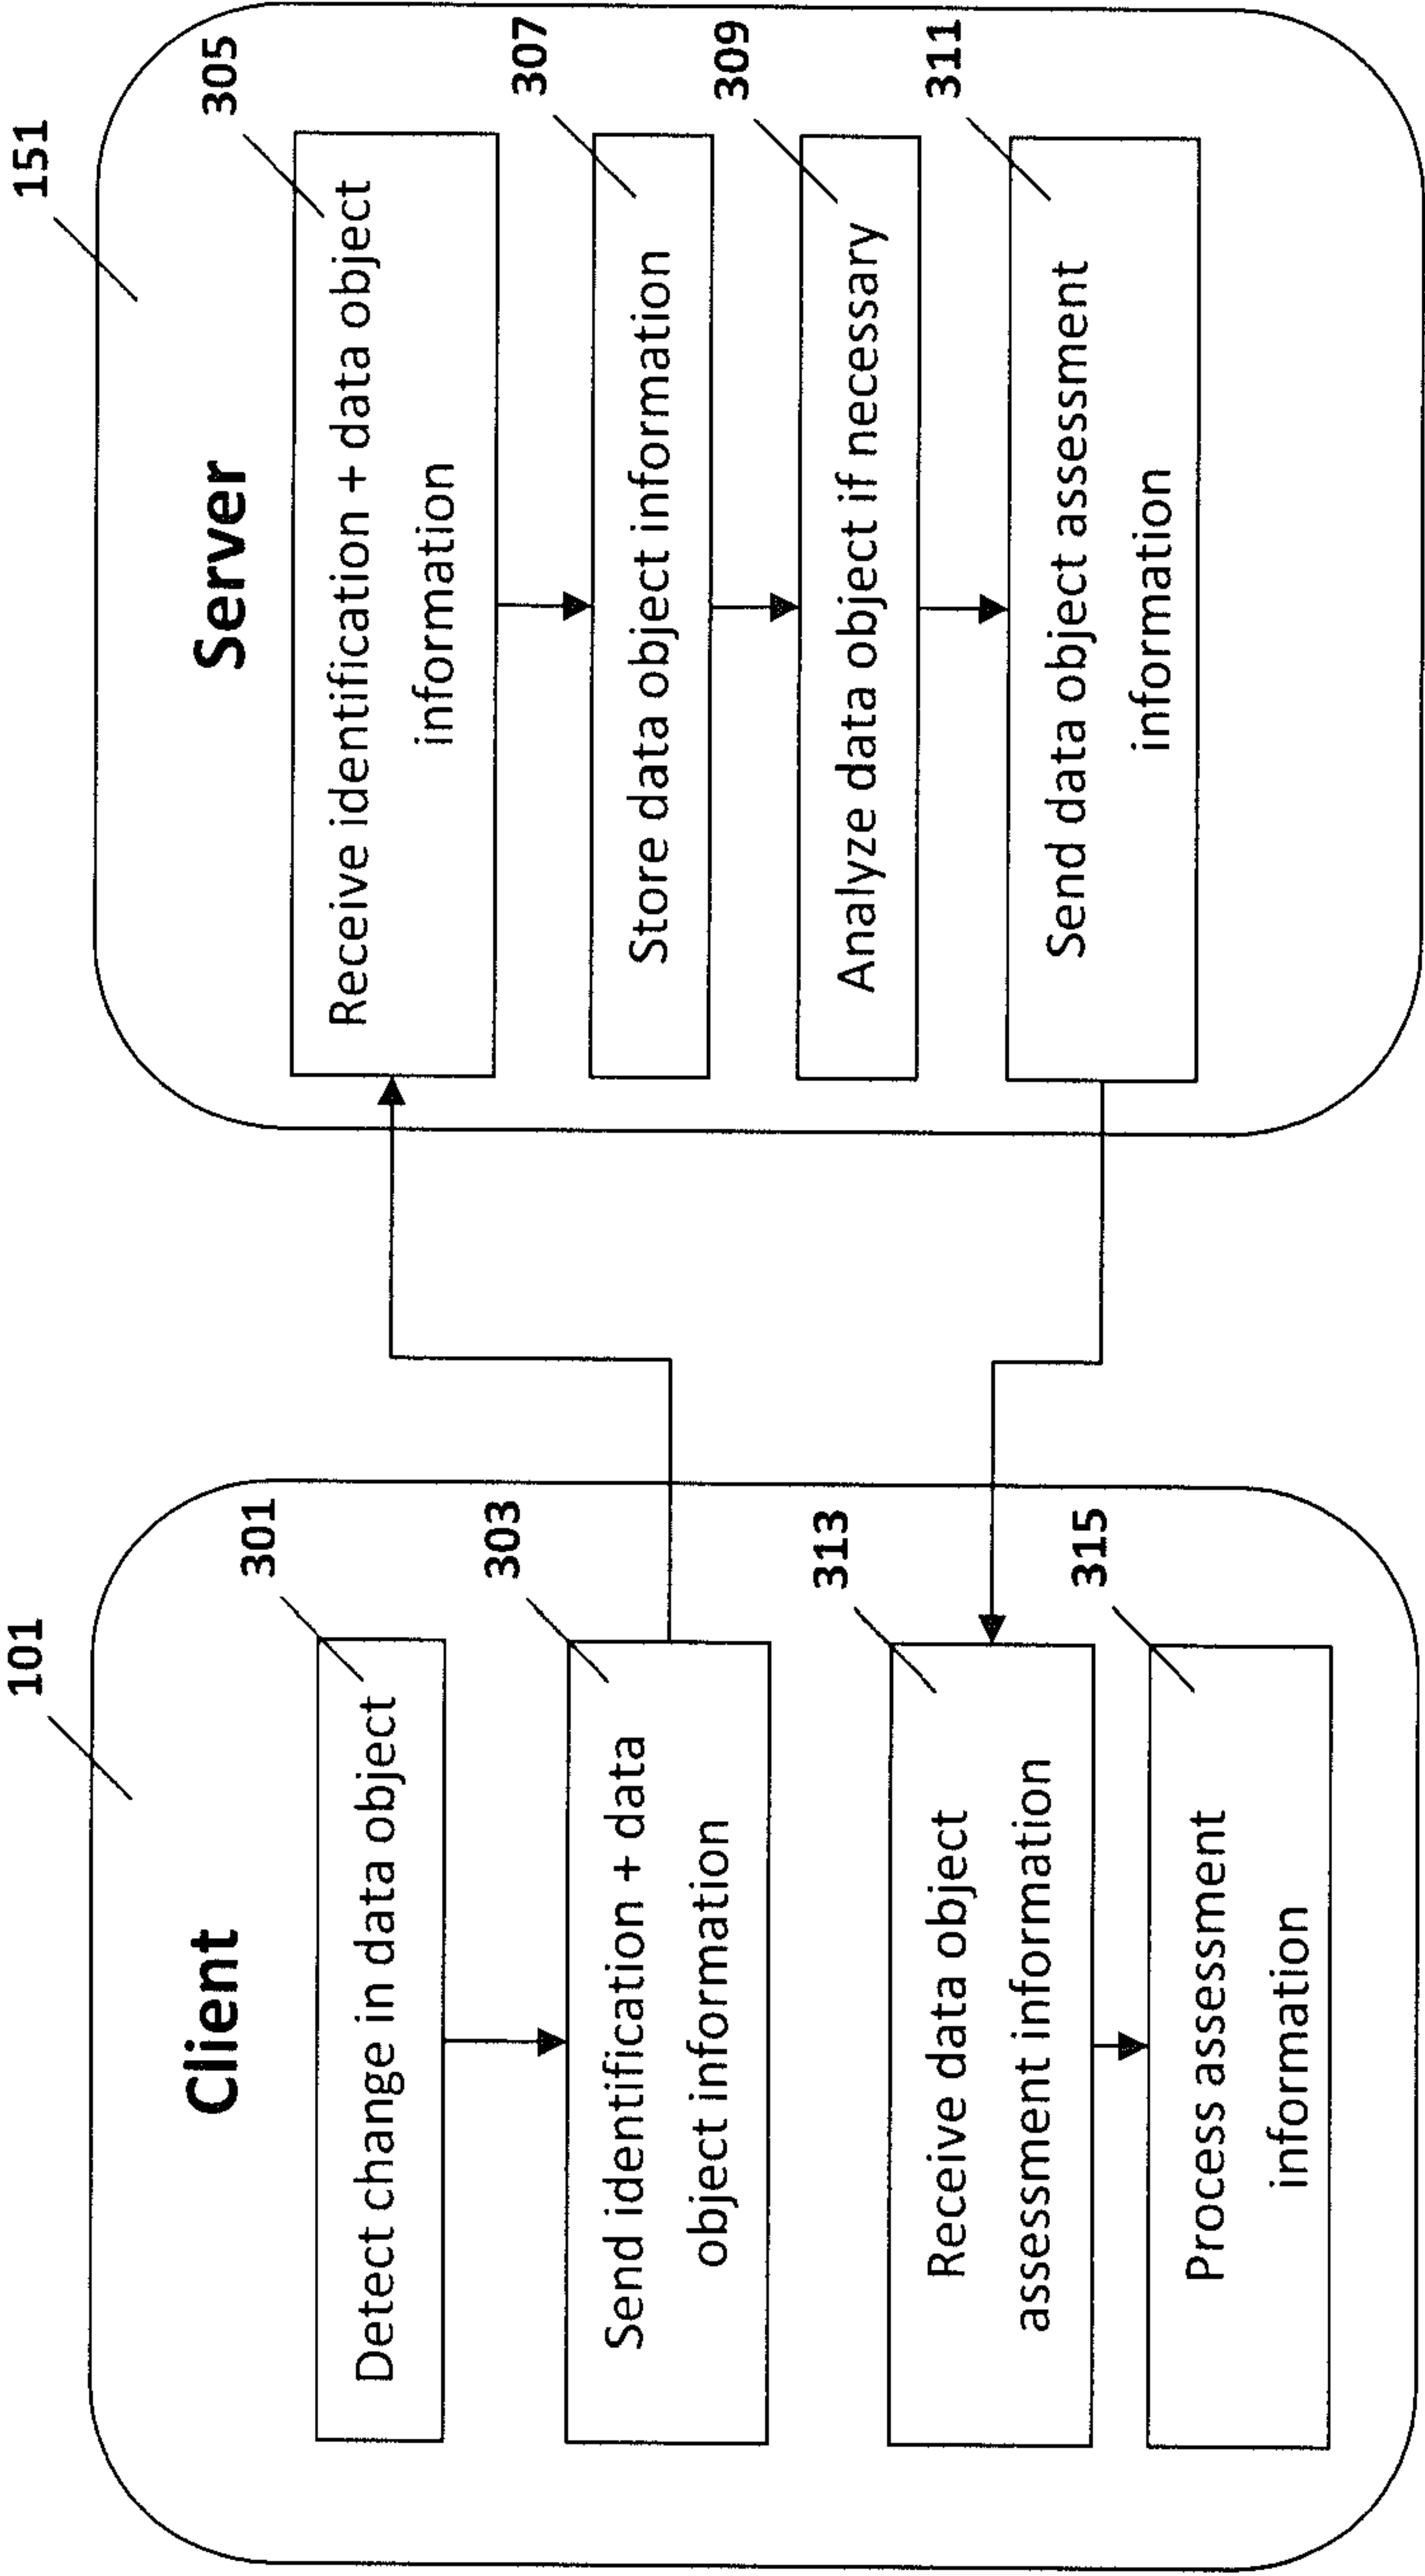 101
Client
301
Detect change in data object
303
Send identification + data
object information
313
Receive data object
assessment information
315
Process assessment
information
151
Server
305
Receive identification + data object
information
307
Store data object information
309
Analyze data object if necessary
311
Send data object assessment
information